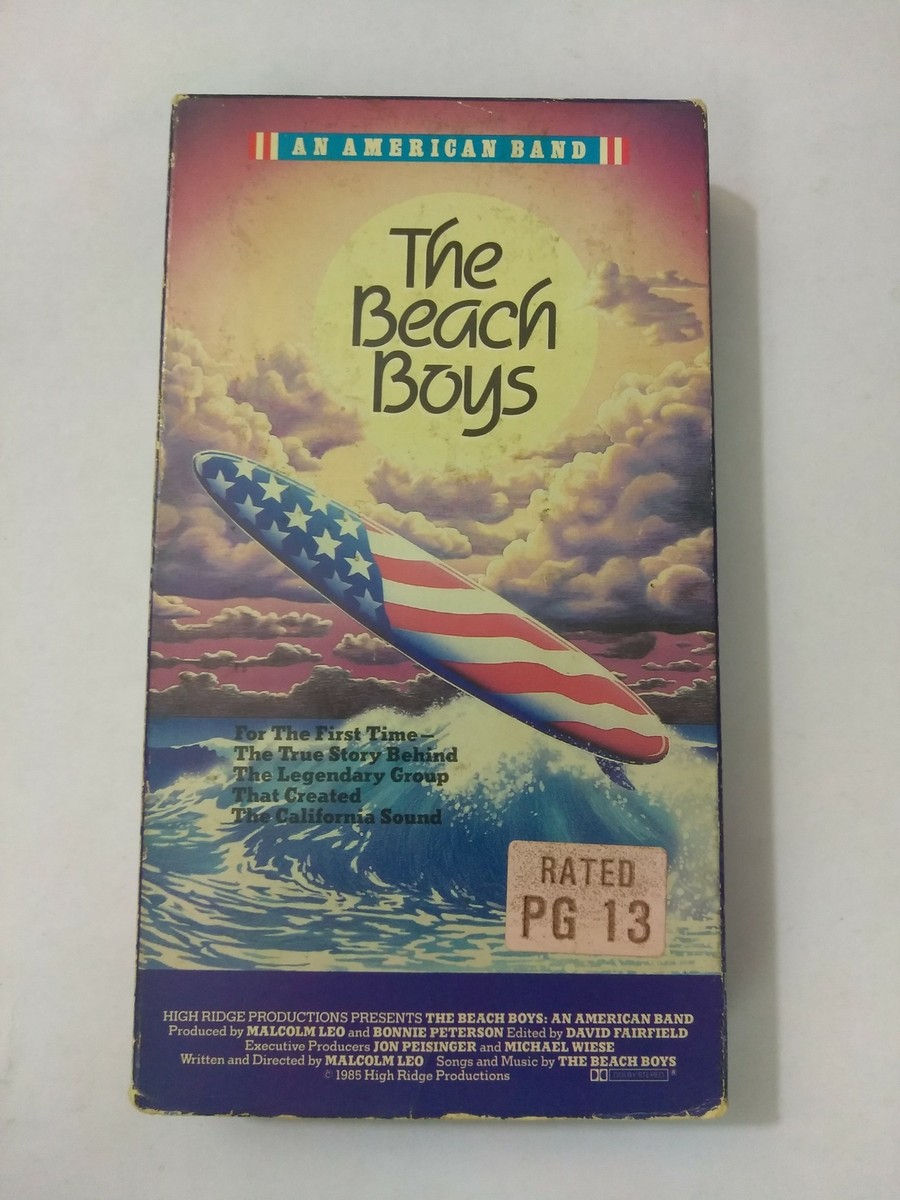 AN AMERICAN BAND
The
Beach
Boys
For The First Time—
The True Story Behind
The Legendary Group
That Created
The California Sound
RATED
PG 13
HIGH RIDGE PRODUCTIONS PRESENTS THE BEACH BOYS: AN AMERICAN BAND
Produced by MALCOLM LEO and BONNIE PETERSON Edited by DAVID FAIRFIELD
Executive Producers JON PEISINGER and MICHAEL WIESE
Written and Directed by MALCOLM LEO Songs and Music by THE BEACH BOYS
© 1985 High Ridge Productions DOLBY STEREO ®